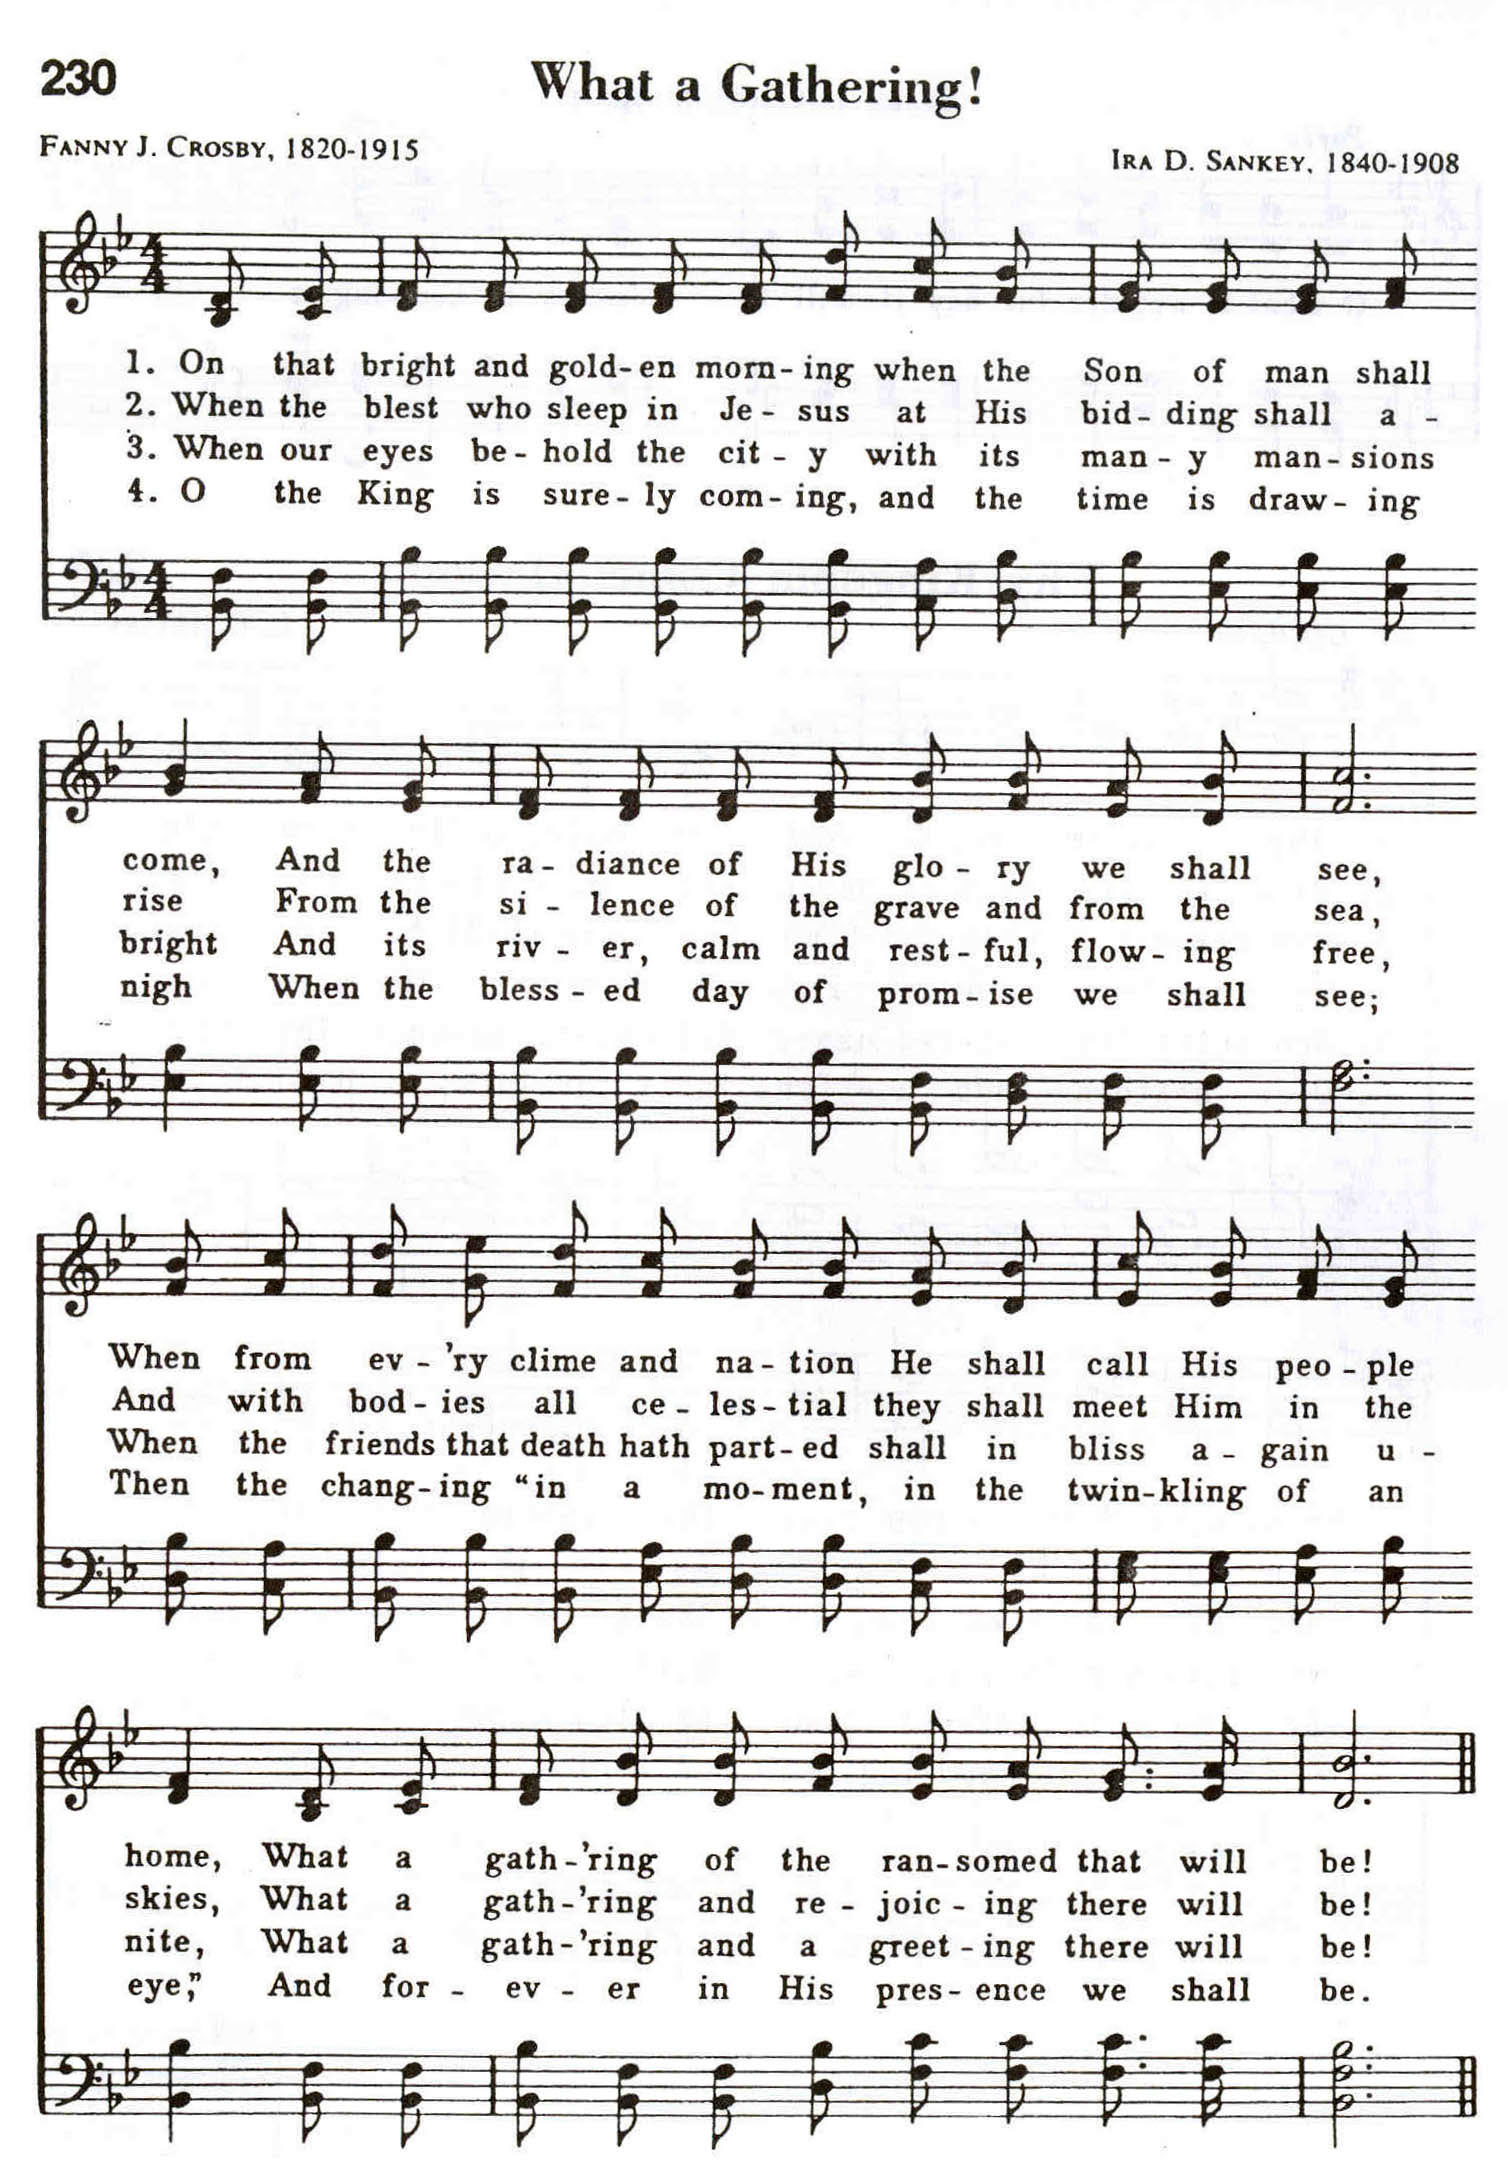 230
What a Gathering!
FANNY J. CROSBY, 1820-1915
IRA D. SANKEY, 1840-1908
1. On that bright and gold-en morn-ing when the Son of man shall
2. When the blest who sleep in Je-sus at His bid-ding shall a-
3. When our eyes be-hold the cit-y with its man-y man-sions
4. O the King is sure-ly com-ing, and the time is draw-ing
come, And the ra-diance of His glo-ry we shall see,
rise From the si-lence of the grave and from the sea,
bright And its riv-er, calm and rest-ful, flow-ing free,
nigh When the bless-ed day of prom-ise we shall see;
When from ev-'ry clime and na-tion He shall call His peo-ple
And with bod-ies all ce-les-tial they shall meet Him in the
When the friends that death hath part-ed shall in bliss a-gain u-
Then the chang-ing “in a mo-ment, in the twin-kling of an
home, What a gath-'ring of the ran-somed that will be!
skies, What a gath-'ring and re-joic-ing there will be!
nite, What a gath-'ring and a greet-ing there will be!
eye,” And for-ev-er in His pres-ence we shall be.